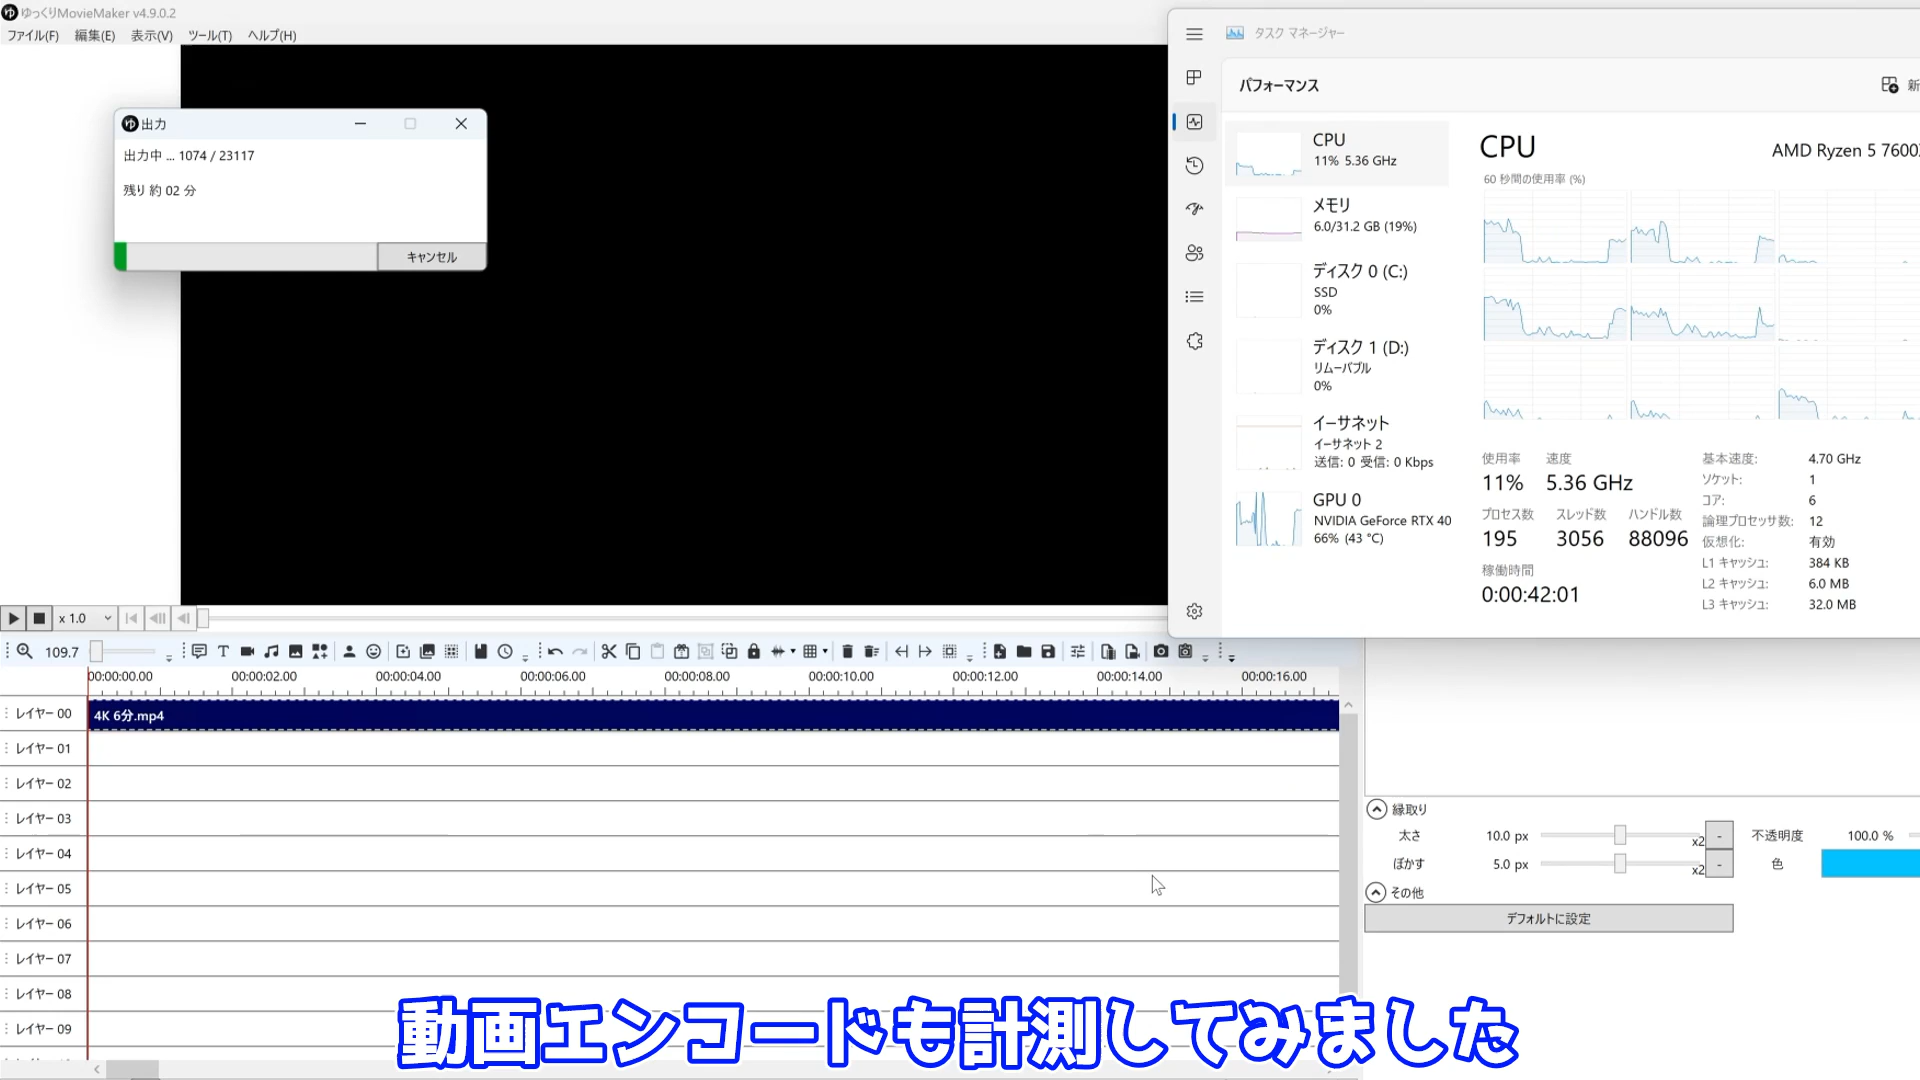 ゆっくりMovieMaker v4.9.0.2
ファイル(F) 編集(E) 表示(V) ツール(T) ヘルプ(H)
出力
出力中 ... 1074 / 23117
残り 約 02 分
キャンセル
タスク マネージャー
パフォーマンス
新
CPU
11% 5.36 GHz
メモリ
6.0/31.2 GB (19%)
ディスク 0 (C:)
SSD
0%
ディスク 1 (D:)
リムーバブル
0%
イーサネット
イーサネット 2
送信: 0 受信: 0 Kbps
GPU 0
NVIDIA GeForce RTX 40
66% (43 °C)
CPU
AMD Ryzen 5 7600
60 秒間の使用率 (%)
使用率 速度
11% 5.36 GHz
プロセス数 スレッド数 ハンドル数
195 3056 88096
稼働時間
0:00:42:01
基本速度: 4.70 GHz
ソケット: 1
コア: 6
論理プロセッサ数: 12
仮想化: 有効
L1 キャッシュ: 384 KB
L2 キャッシュ: 6.0 MB
L3 キャッシュ: 32.0 MB
x 1.0
109.7
00:00:00.00 00:00:02.00 00:00:04.00 00:00:06.00 00:00:08.00 00:00:10.00 00:00:12.00 00:00:14.00 00:00:16.00
レイヤー 00
4K 6分.mp4
レイヤー 01
レイヤー 02
レイヤー 03
レイヤー 04
レイヤー 05
レイヤー 06
レイヤー 07
レイヤー 08
レイヤー 09
縁取り
太さ 10.0 px x2 - 不透明度 100.0 %
ぼかす 5.0 px x2 - 色
その他
デフォルトに設定
動画エンコードも計測してみました